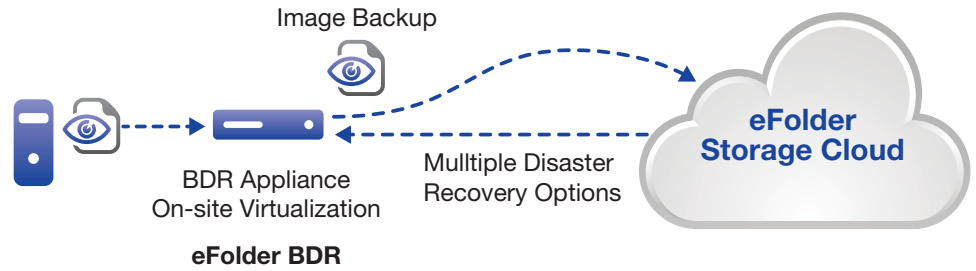 Image Backup
eFolder
Storage Cloud
Mulltiple Disaster
Recovery Options
BDR Appliance
On-site Virtualization
eFolder BDR